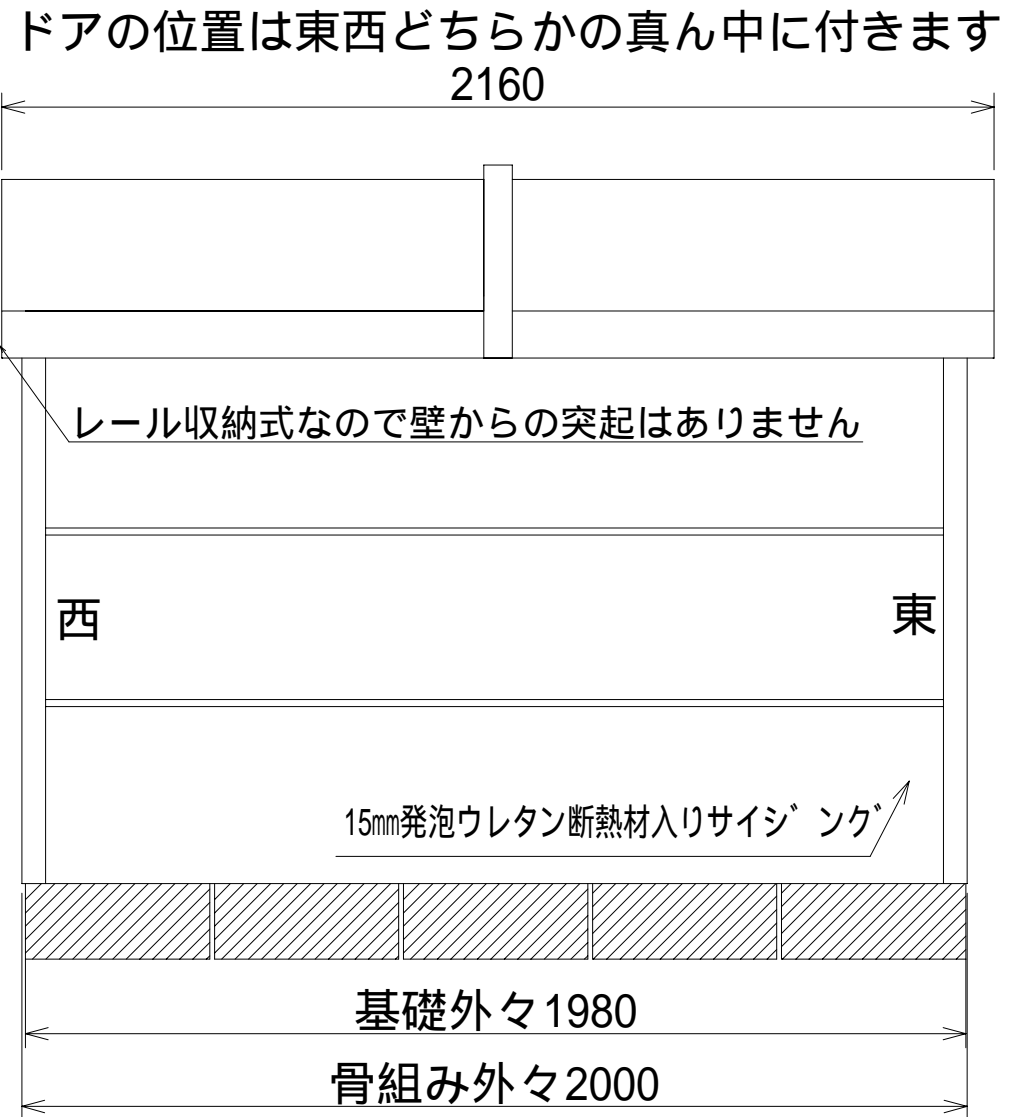 ドアの位置は東西どちらかの真ん中に付きます
2160
レール収納式なので壁からの突起はありません
西
東
15mm発泡ウレタン断熱材入りサイジング
基礎外々1980
骨組み外々2000